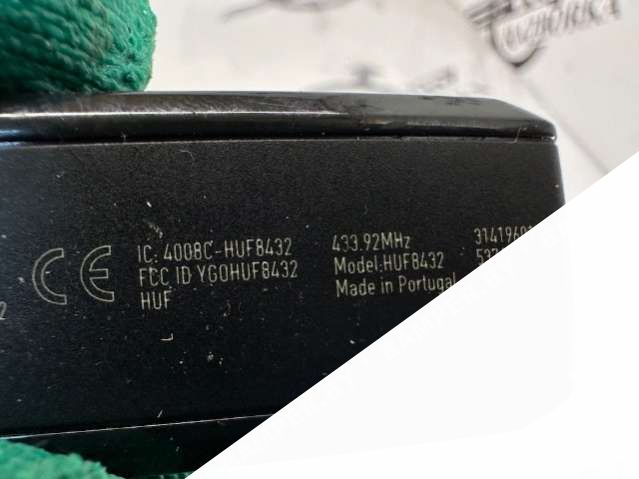 CE
IC: 4008C-HUF8432
FCC ID YGOHUF8432
HUF
433.92MHz
Model:HUF8432
Made in Portugal